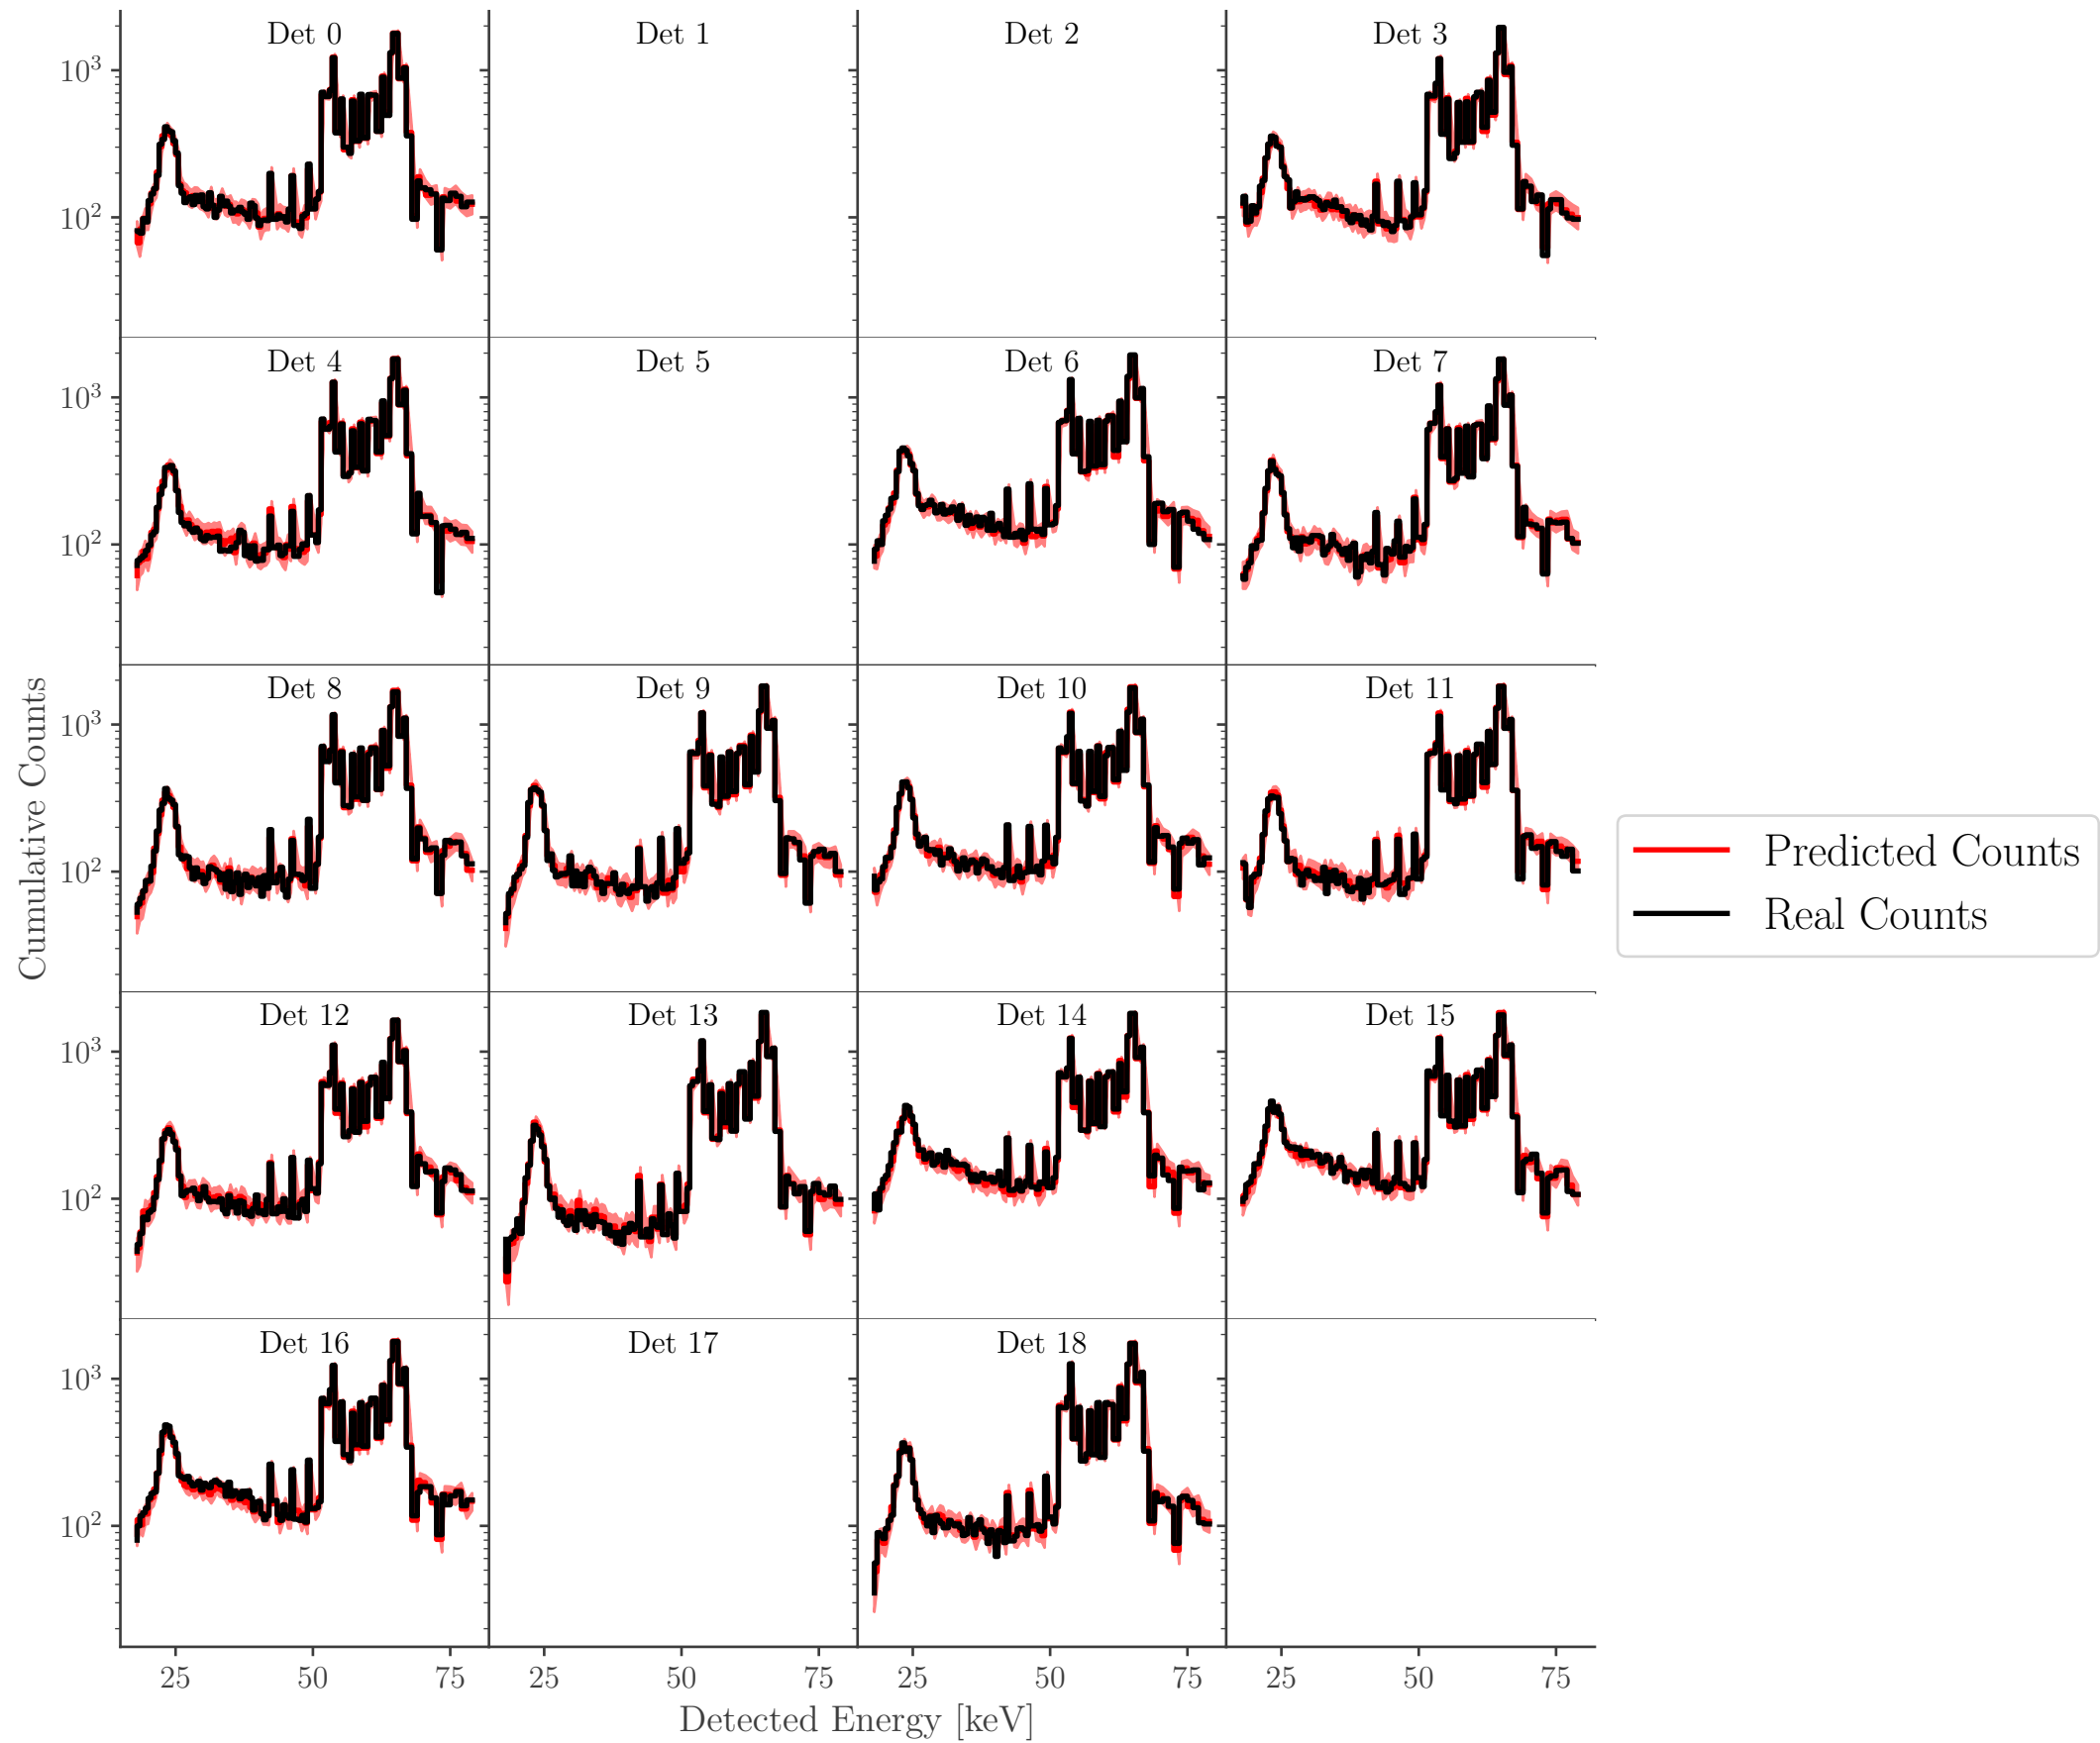 Det 0
Det 1
Det 2
Det 3
10³
10²
Det 4
Det 5
Det 6
Det 7
10³
10²
Det 8
Det 9
Det 10
Det 11
10³
10²
Det 12
Det 13
Det 14
Det 15
10³
10²
Det 16
Det 17
Det 18
10³
10²
25 50 75 25 50 75 25 50 75 25 50 75
Detected Energy [keV]
Cumulative Counts
Predicted Counts
Real Counts